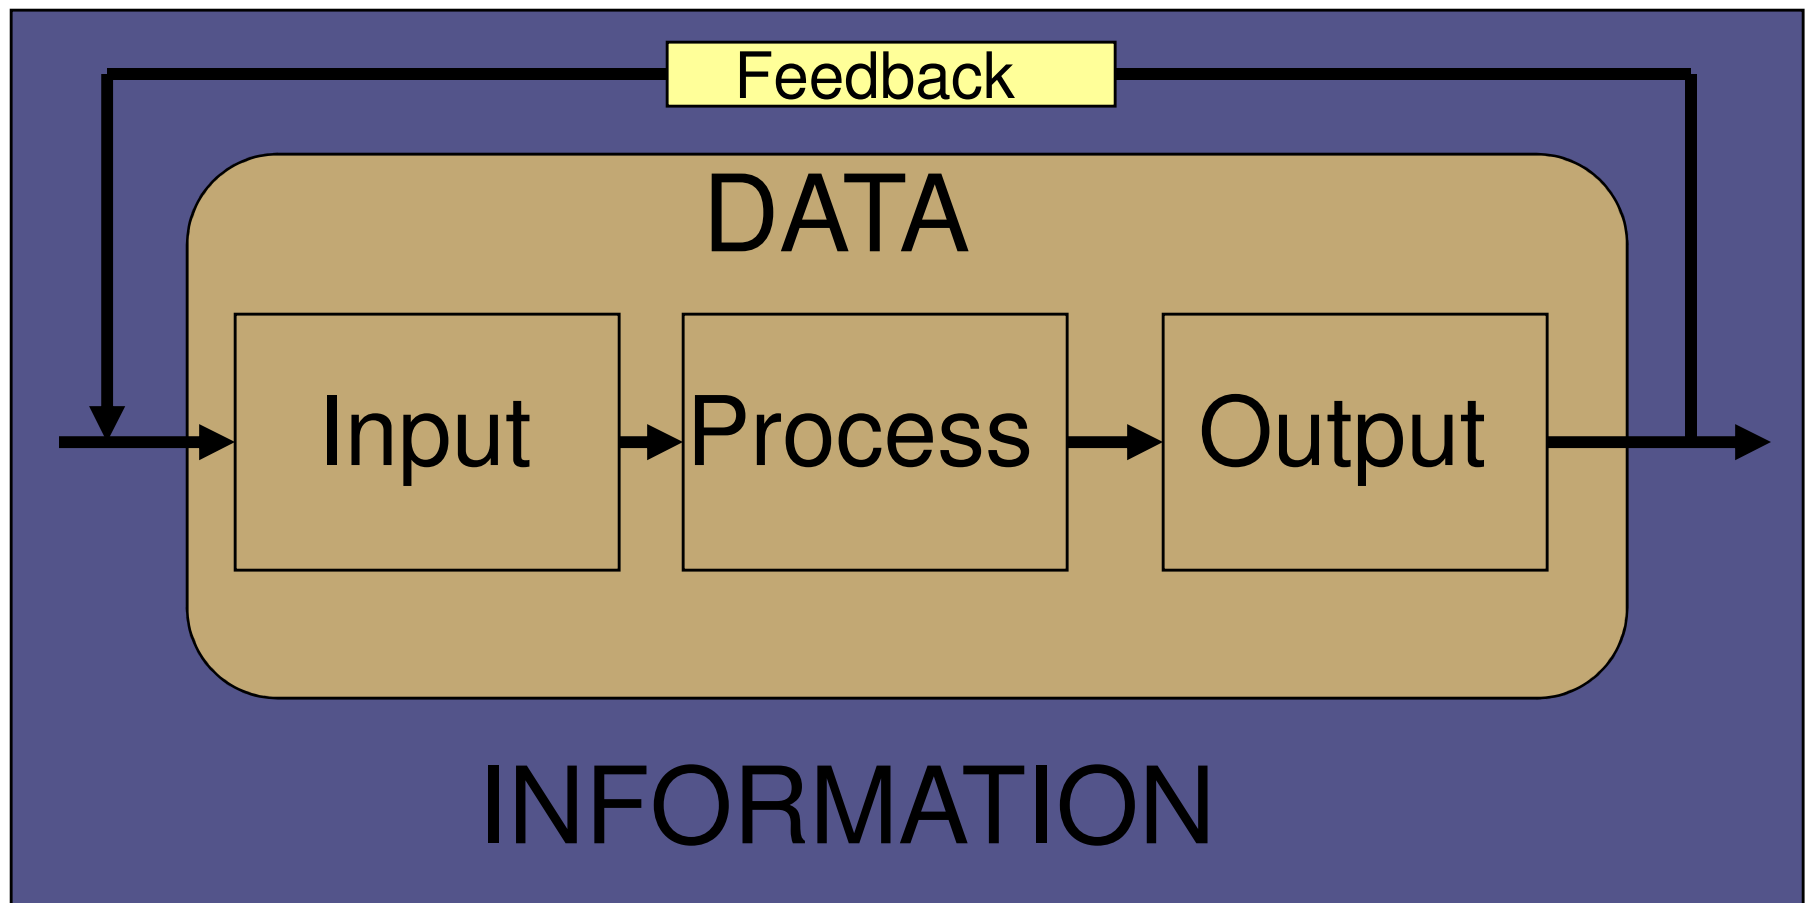 Feedback
DATA
Input
Process
Output
INFORMATION